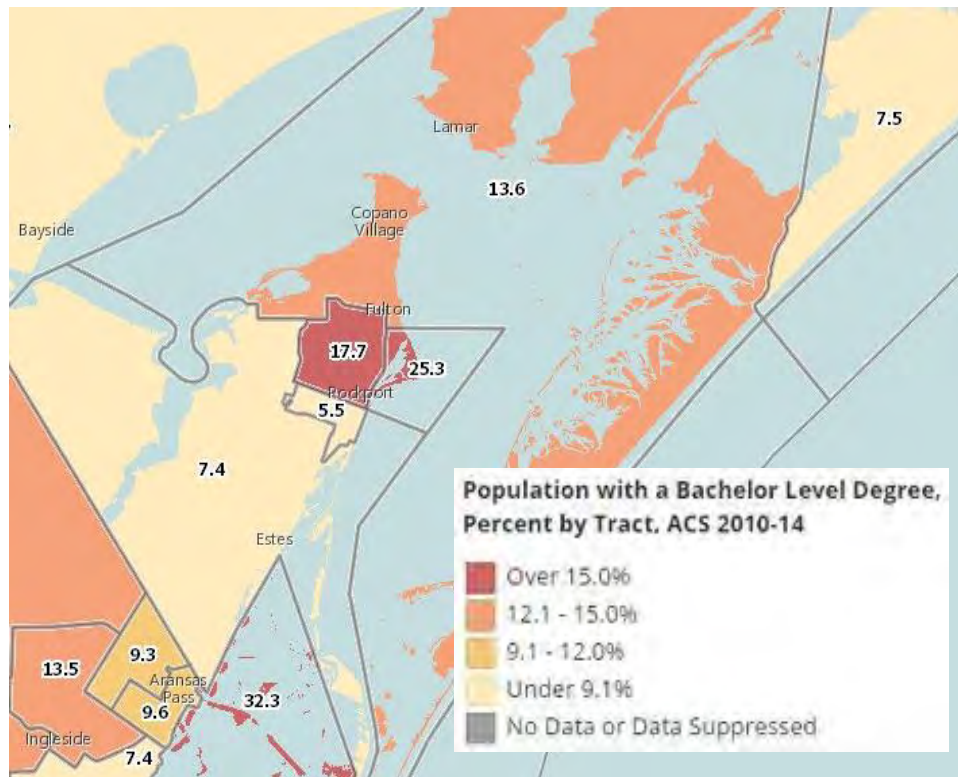 7.5
Lamar
13.6
Copano
Village
Bayside
Fulton
17.7
25.3
Rockport
5.5
7.4
Estes
Population with a Bachelor Level Degree,
Percent by Tract, ACS 2010-14
Over 15.0%
12.1 - 15.0%
9.1 - 12.0%
Under 9.1%
No Data or Data Suppressed
13.5
9.3
Aransas
Pass
9.6
32.3
Ingleside
7.4